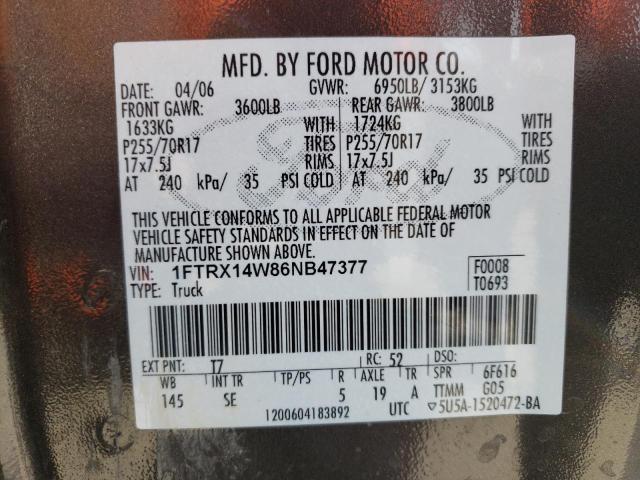 MFD. BY FORD MOTOR CO.
DATE: 04/06 GVWR: 6950LB/ 3153KG
FRONT GAWR: 3600LB REAR GAWR: 3800LB
1633KG WITH 1724KG WITH
P255/70R17 TIRES P255/70R17 TIRES
17x7.5J RIMS 17x7.5J RIMS
AT 240 kPa/ 35 PSI COLD AT 240 kPa/ 35 PSI COLD
THIS VEHICLE CONFORMS TO ALL APPLICABLE FEDERAL MOTOR
VEHICLE SAFETY STANDARDS IN EFFECT ON THE DATE OF
MANUFACTURE SHOWN ABOVE.
VIN: 1FTRX14W86NB47377 F0008
TYPE: Truck T0693
EXT PNT: T7 RC: 52 DSO:
WB INT TR TP/PS R AXLE TR SPR 6F616
145 SE 5 19 A TTMM G05
1200604183892 UTC ▽5U5A-1520472-BA
Ford